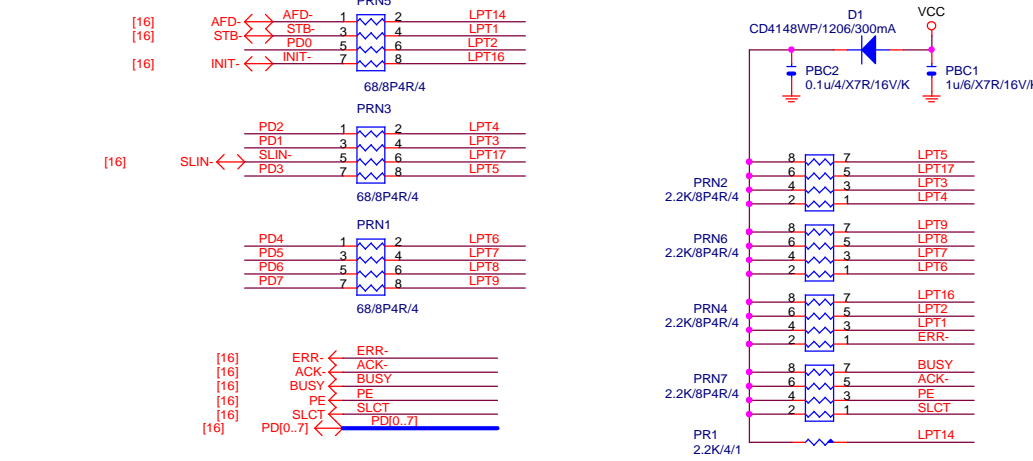 PRN5
[16] AFD- AFD- 1 2 LPT14
[16] STB- STB- 3 4 LPT1
PD0 5 6 LPT2
[16] INIT- INIT- 7 8 LPT16
68/8P4R/4
PRN3
PD2 1 2 LPT4
PD1 3 4 LPT3
[16] SLIN- SLIN- 5 6 LPT17
PD3 7 8 LPT5
68/8P4R/4
PRN1
PD4 1 2 LPT6
PD5 3 4 LPT7
PD6 5 6 LPT8
PD7 7 8 LPT9
68/8P4R/4
[16] ERR- ERR-
[16] ACK- ACK-
[16] BUSY BUSY
[16] PE PE
[16] SLCT SLCT
[16] PD[0..7] PD[0..7]
D1 VCC
CD4148WP/1206/300mA
PBC2
0.1u/4/X7R/16V/K
PBC1
1u/6/X7R/16V/K
8 7 LPT5
6 5 LPT17
PRN2 4 3 LPT3
2.2K/8P4R/4 2 1 LPT4
8 7 LPT9
PRN6 6 5 LPT8
2.2K/8P4R/4 4 3 LPT7
2 1 LPT6
8 7 LPT16
PRN4 6 5 LPT2
2.2K/8P4R/4 4 3 LPT1
2 1 ERR-
8 7 BUSY
PRN7 6 5 ACK-
2.2K/8P4R/4 4 3 PE
2 1 SLCT
PR1 LPT14
2.2K/4/1